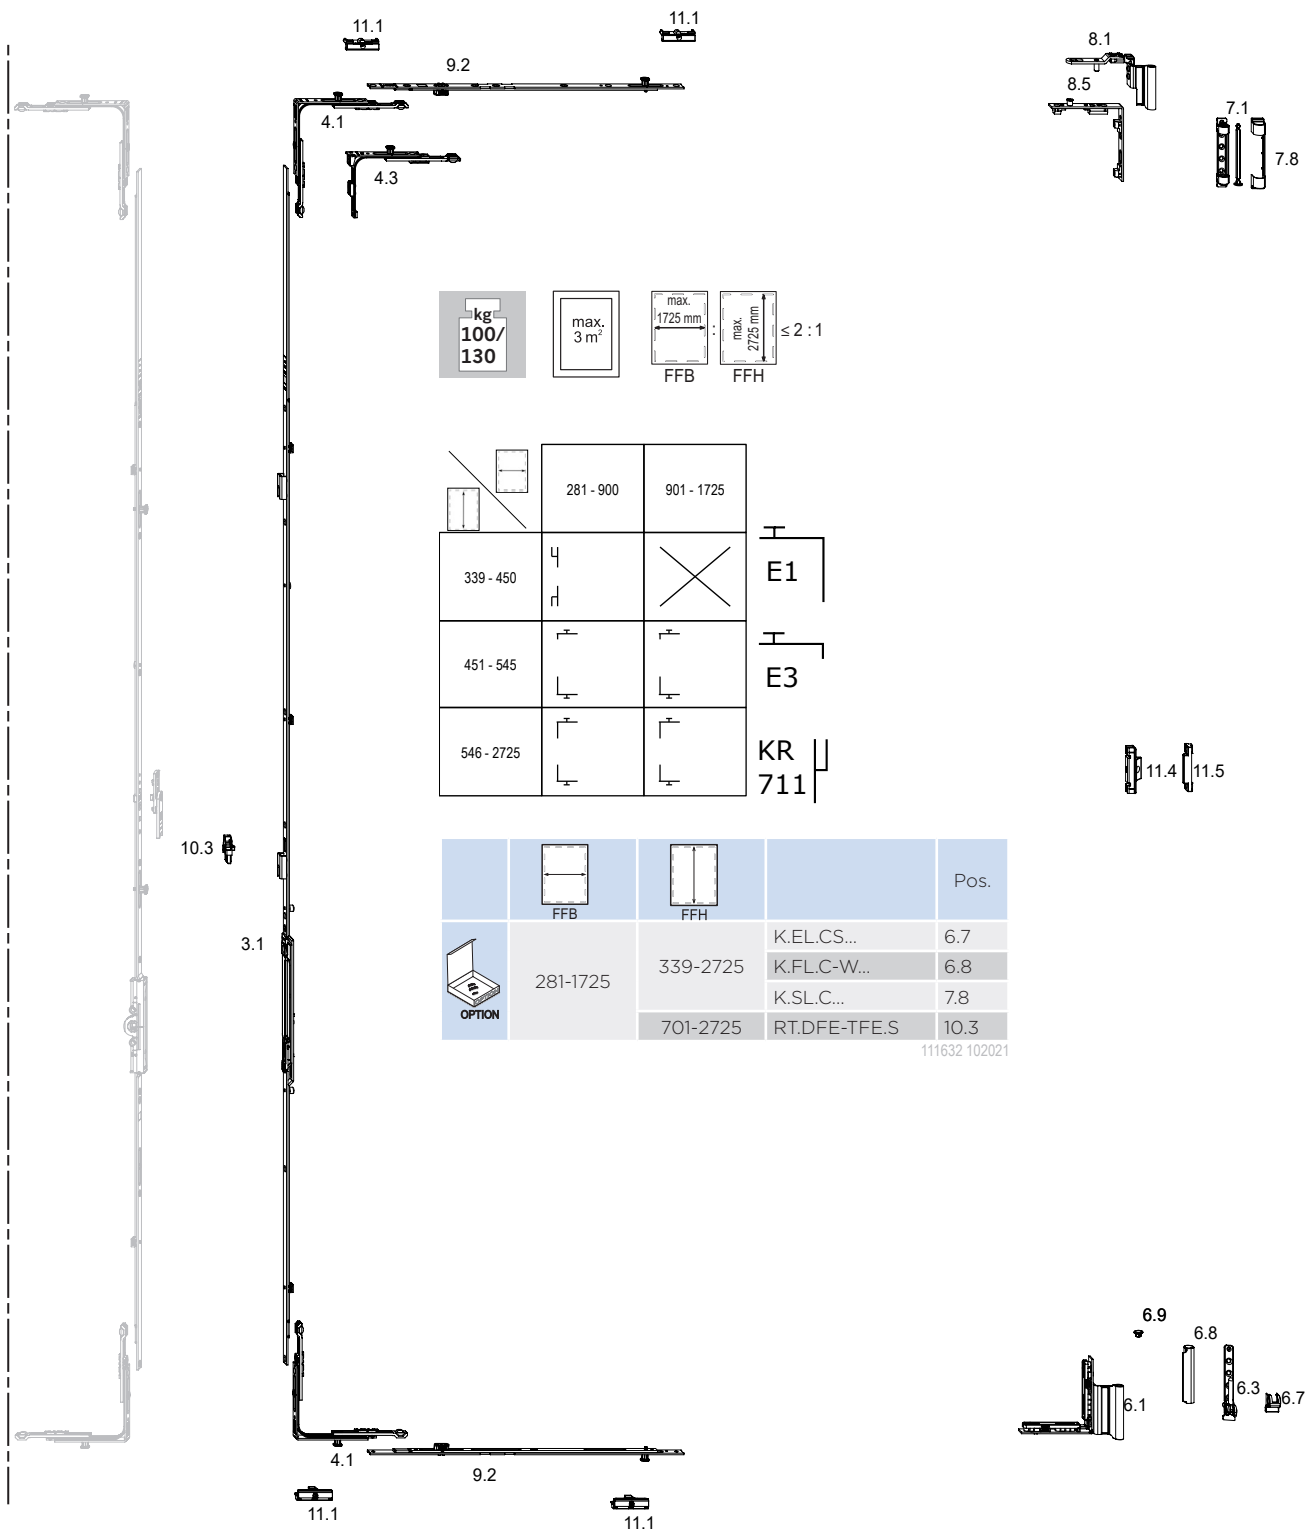 11.1
11.1
9.2
8.1
8.5
4.1
7.1
4.3
7.8
kg
100/
130
max.
3 m²
max.
1725 mm
FFB
:
max.
2725 mm
FFH
≤ 2 : 1
281 - 900
901 - 1725
339 - 450
E1
451 - 545
E3
546 - 2725
KR
711
11.4
11.5
10.3
3.1
FFB
FFH
Pos.
OPTION
281-1725
339-2725
K.EL.CS...
6.7
K.FL.C-W...
6.8
K.SL.C...
7.8
701-2725
RT.DFE-TFE.S
10.3
111632 102021
6.9
6.8
6.3
6.7
6.1
4.1
9.2
11.1
11.1